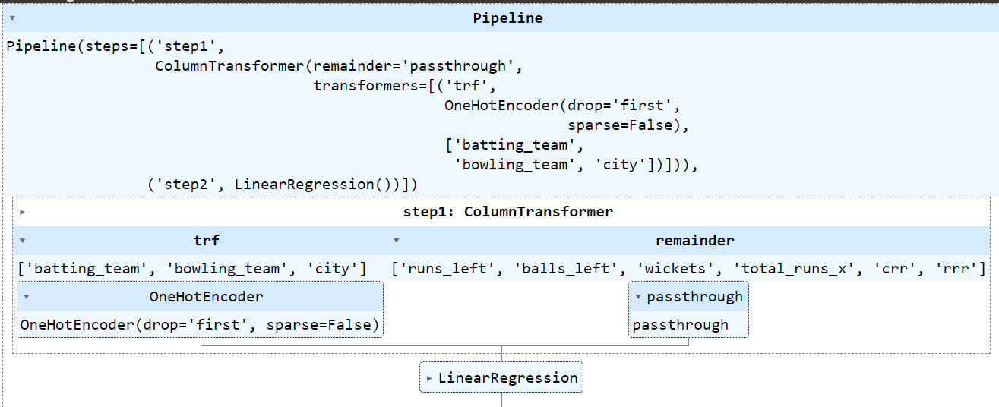 Pipeline
Pipeline(steps=[('step1',
ColumnTransformer(remainder='passthrough',
transformers=[('trf',
OneHotEncoder(drop='first',
sparse=False),
['batting_team',
'bowling_team', 'city'])])),
('step2', LinearRegression())])
step1: ColumnTransformer
trf
remainder
['batting_team', 'bowling_team', 'city']
['runs_left', 'balls_left', 'wickets', 'total_runs_x', 'crr', 'rrr']
OneHotEncoder
passthrough
OneHotEncoder(drop='first', sparse=False)
passthrough
LinearRegression